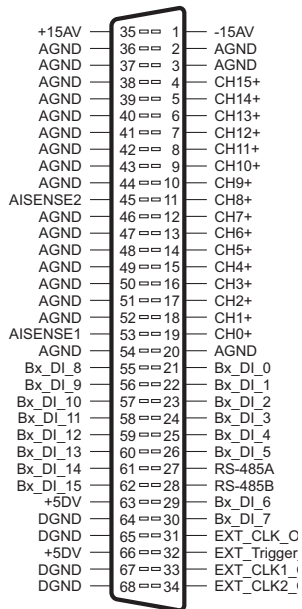 +15AV 35 1 -15AV
AGND 36 2 AGND
AGND 37 3 AGND
AGND 38 4 CH15+
AGND 39 5 CH14+
AGND 40 6 CH13+
AGND 41 7 CH12+
AGND 42 8 CH11+
AGND 43 9 CH10+
AGND 44 10 CH9+
AISENSE2 45 11 CH8+
AGND 46 12 CH7+
AGND 47 13 CH6+
AGND 48 14 CH5+
AGND 49 15 CH4+
AGND 50 16 CH3+
AGND 51 17 CH2+
AGND 52 18 CH1+
AISENSE1 53 19 CH0+
AGND 54 20 AGND
Bx_DI_8 55 21 Bx_DI_0
Bx_DI_9 56 22 Bx_DI_1
Bx_DI_10 57 23 Bx_DI_2
Bx_DI_11 58 24 Bx_DI_3
Bx_DI_12 59 25 Bx_DI_4
Bx_DI_13 60 26 Bx_DI_5
Bx_DI_14 61 27 RS-485A
Bx_DI_15 62 28 RS-485B
+5DV 63 29 Bx_DI_6
DGND 64 30 Bx_DI_7
DGND 65 31 EXT_CLK_O
+5DV 66 32 EXT_Trigger_
DGND 67 33 EXT_CLK1_
DGND 68 34 EXT_CLK2_